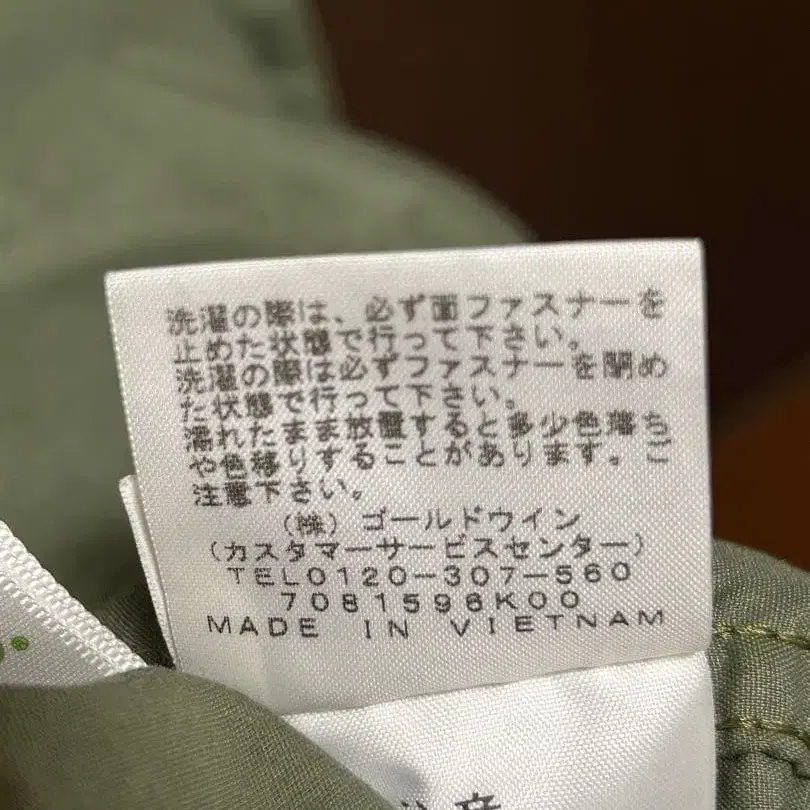 洗濯の際は、必ず面ファスナーを
止めた状態で行って下さい。
洗濯の際は必ずファスナーを閉め
た状態で行って下さい。
濡れたまま放置すると多少色落ち
や色移りすることがあります。ご
注意下さい。
(株)ゴールドウイン
(カスタマーサービスセンター)
TEL0120-307-560
7081596K00
MADE IN VIETNAM
注意